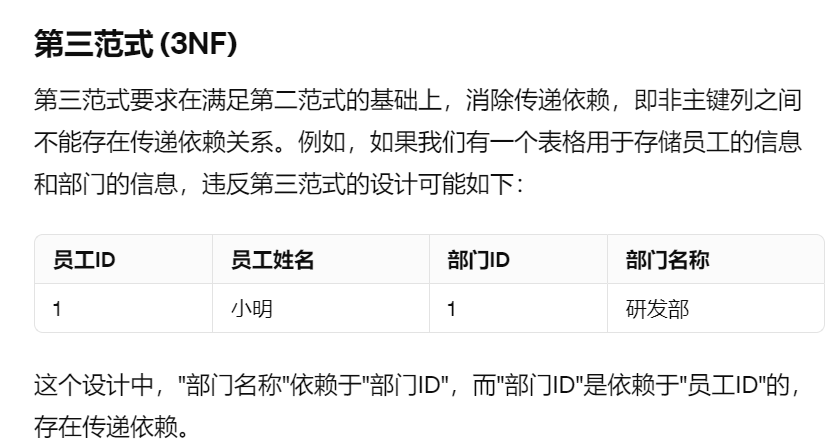 第三范式 (3NF)
第三范式要求在满足第二范式的基础上，消除传递依赖，即非主键列之间
不能存在传递依赖关系。例如，如果我们有一个表格用于存储员工的信息
和部门的信息，违反第三范式的设计可能如下：
员工ID 员工姓名 部门ID 部门名称
1 小明 1 研发部
这个设计中，"部门名称"依赖于"部门ID"，而"部门ID"是依赖于"员工ID"的，
存在传递依赖。